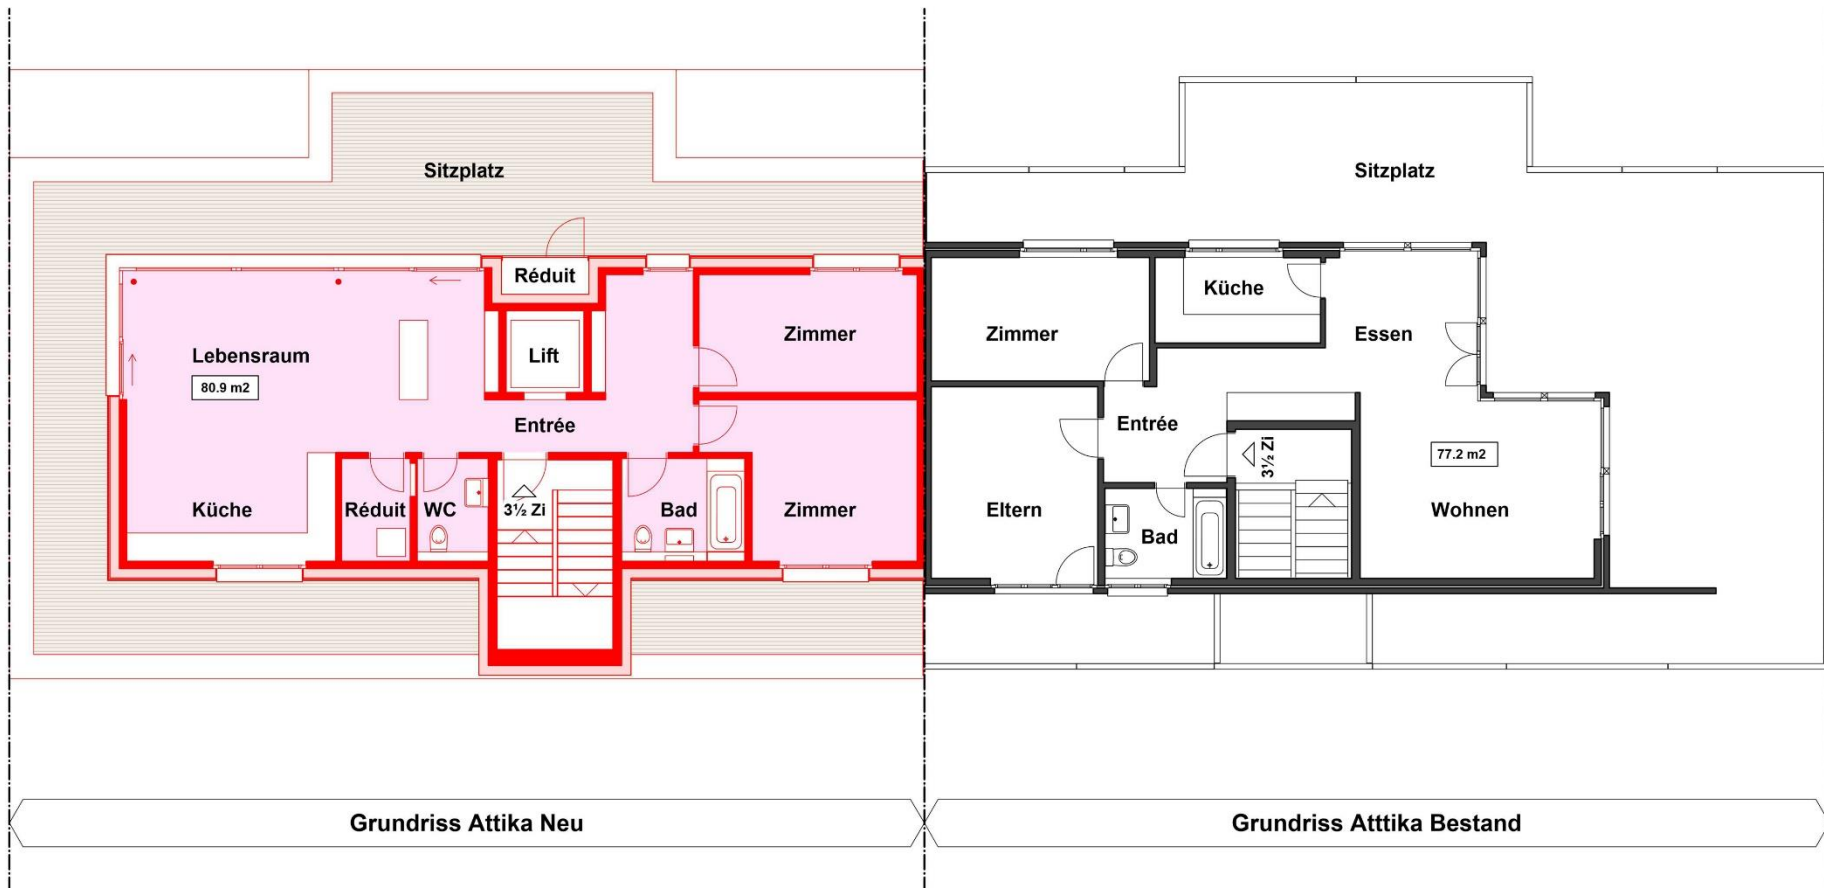 Sitzplatz
Réduit
Zimmer
Lebensraum
80.9 m2
Lift
Entrée
Küche
Réduit
WC
3½ Zi
Bad
Zimmer
Grundriss Attika Neu
Sitzplatz
Küche
Zimmer
Essen
Entrée
3½ Zi
77.2 m2
Eltern
Bad
Wohnen
Grundriss Atttika Bestand